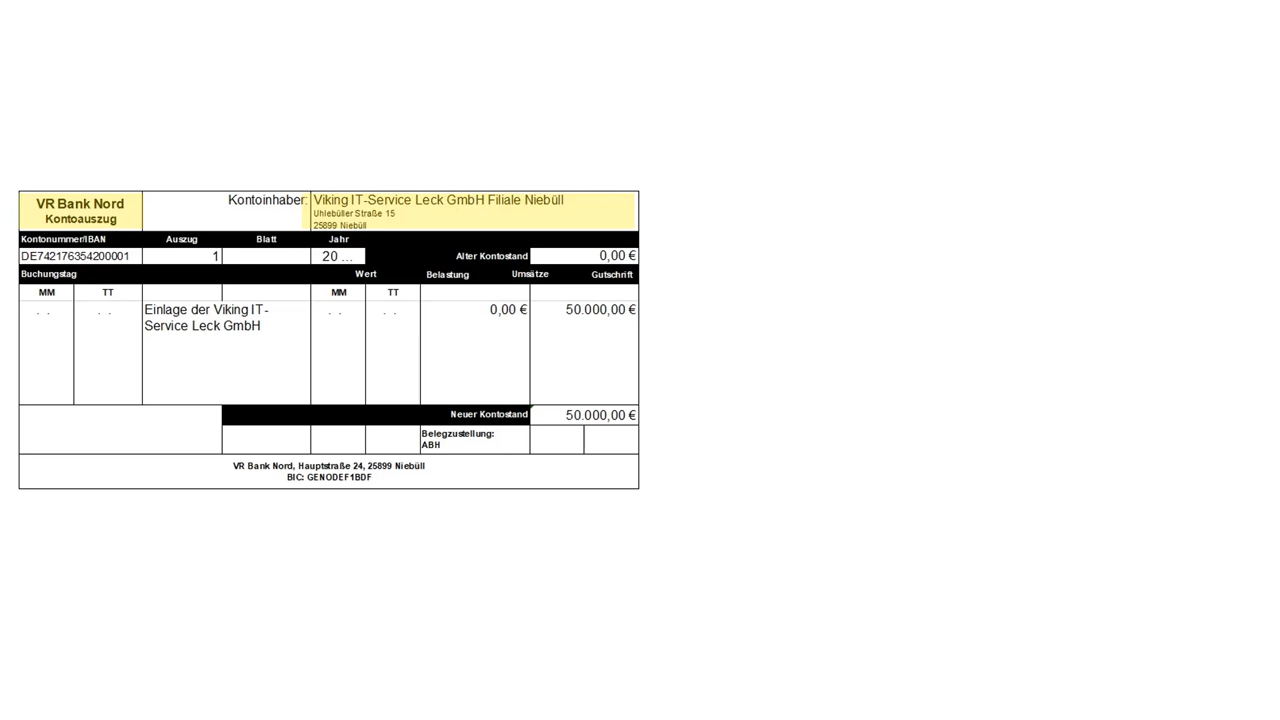 VR Bank Nord
Kontoauszug
Kontoinhaber: Viking IT-Service Leck GmbH Filiale Niebüll
Uhlebüller Straße 15
25899 Niebüll
Kontonummer/IBAN Auszug Blatt Jahr
DE742176354200001 1 20 ... Alter Kontostand 0,00 €
Buchungstag Wert Belastung Umsätze Gutschrift
MM TT MM TT
. . . . Einlage der Viking IT- . . . . 0,00 € 50.000,00 €
Service Leck GmbH
Neuer Kontostand 50.000,00 €
Belegzustellung:
ABH
VR Bank Nord, Hauptstraße 24, 25899 Niebüll
BIC: GENODEF1BDF